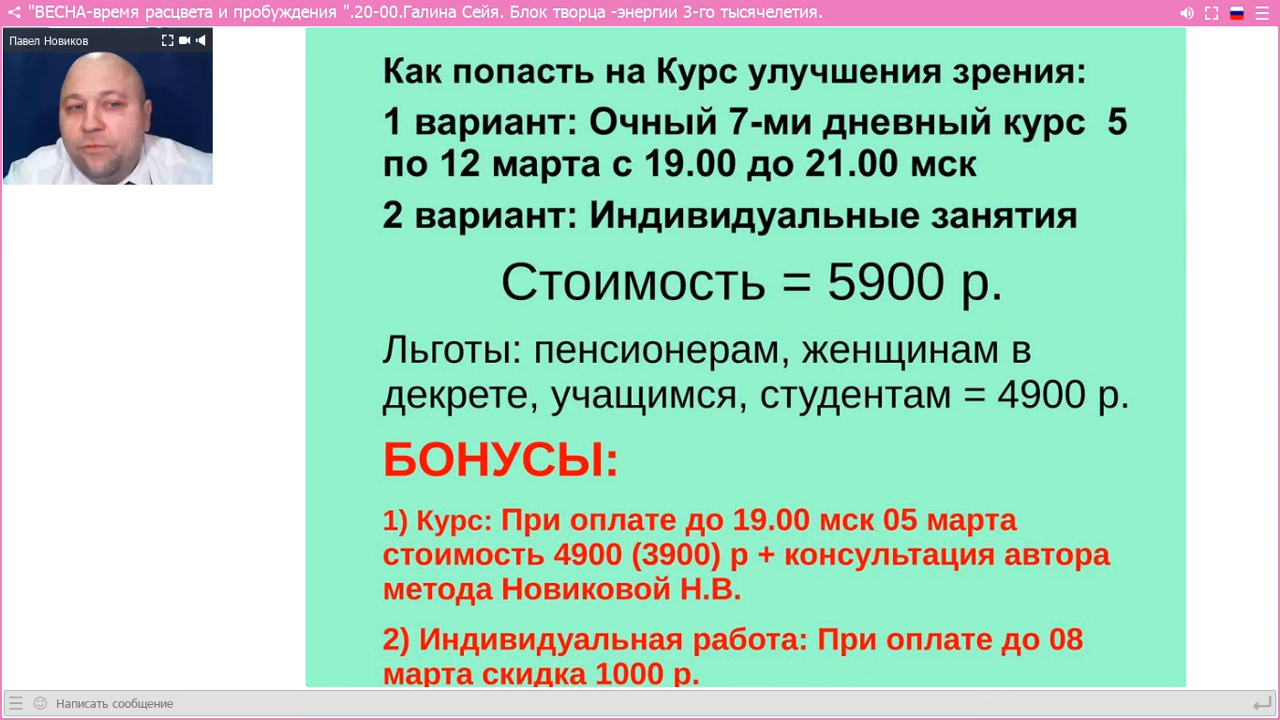 "ВЕСНА-время расцвета и пробуждения ".20-00.Галина Сейя. Блок творца -энергии 3-го тысячелетия.
Павел Новиков
Как попасть на Курс улучшения зрения:
1 вариант: Очный 7-ми дневный курс  5
по 12 марта с 19.00 до 21.00 мск
2 вариант: Индивидуальные занятия
Стоимость = 5900 р.
Льготы: пенсионерам, женщинам в
декрете, учащимся, студентам = 4900 р.
БОНУСЫ:
1) Курс: При оплате до 19.00 мск 05 марта
стоимость 4900 (3900) р + консультация автора
метода Новиковой Н.В.
2) Индивидуальная работа: При оплате до 08
марта скидка 1000 р.
Написать сообщение